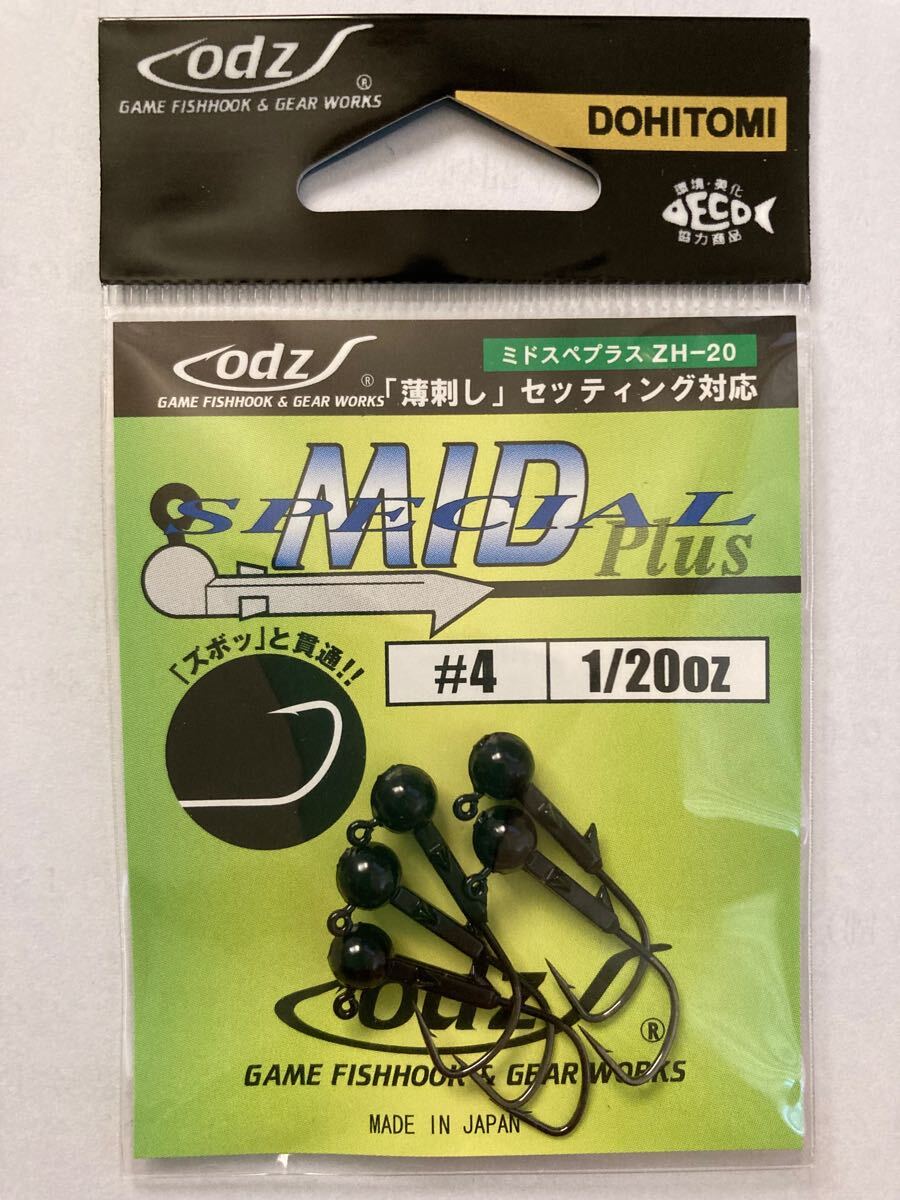 odz
®
GAME FISHHOOK & GEAR WORKS
DOHITOMI
環境・美化
ECO
協力商品
odz
®
GAME FISHHOOK & GEAR WORKS
ミドスペプラス ZH-20
「薄刺し」セッティング対応
MID
SPECIAL
Plus
「ズボッ」と貫通!!
#4
1/20oz
odz
®
GAME FISHHOOK & GEAR WORKS
MADE IN JAPAN